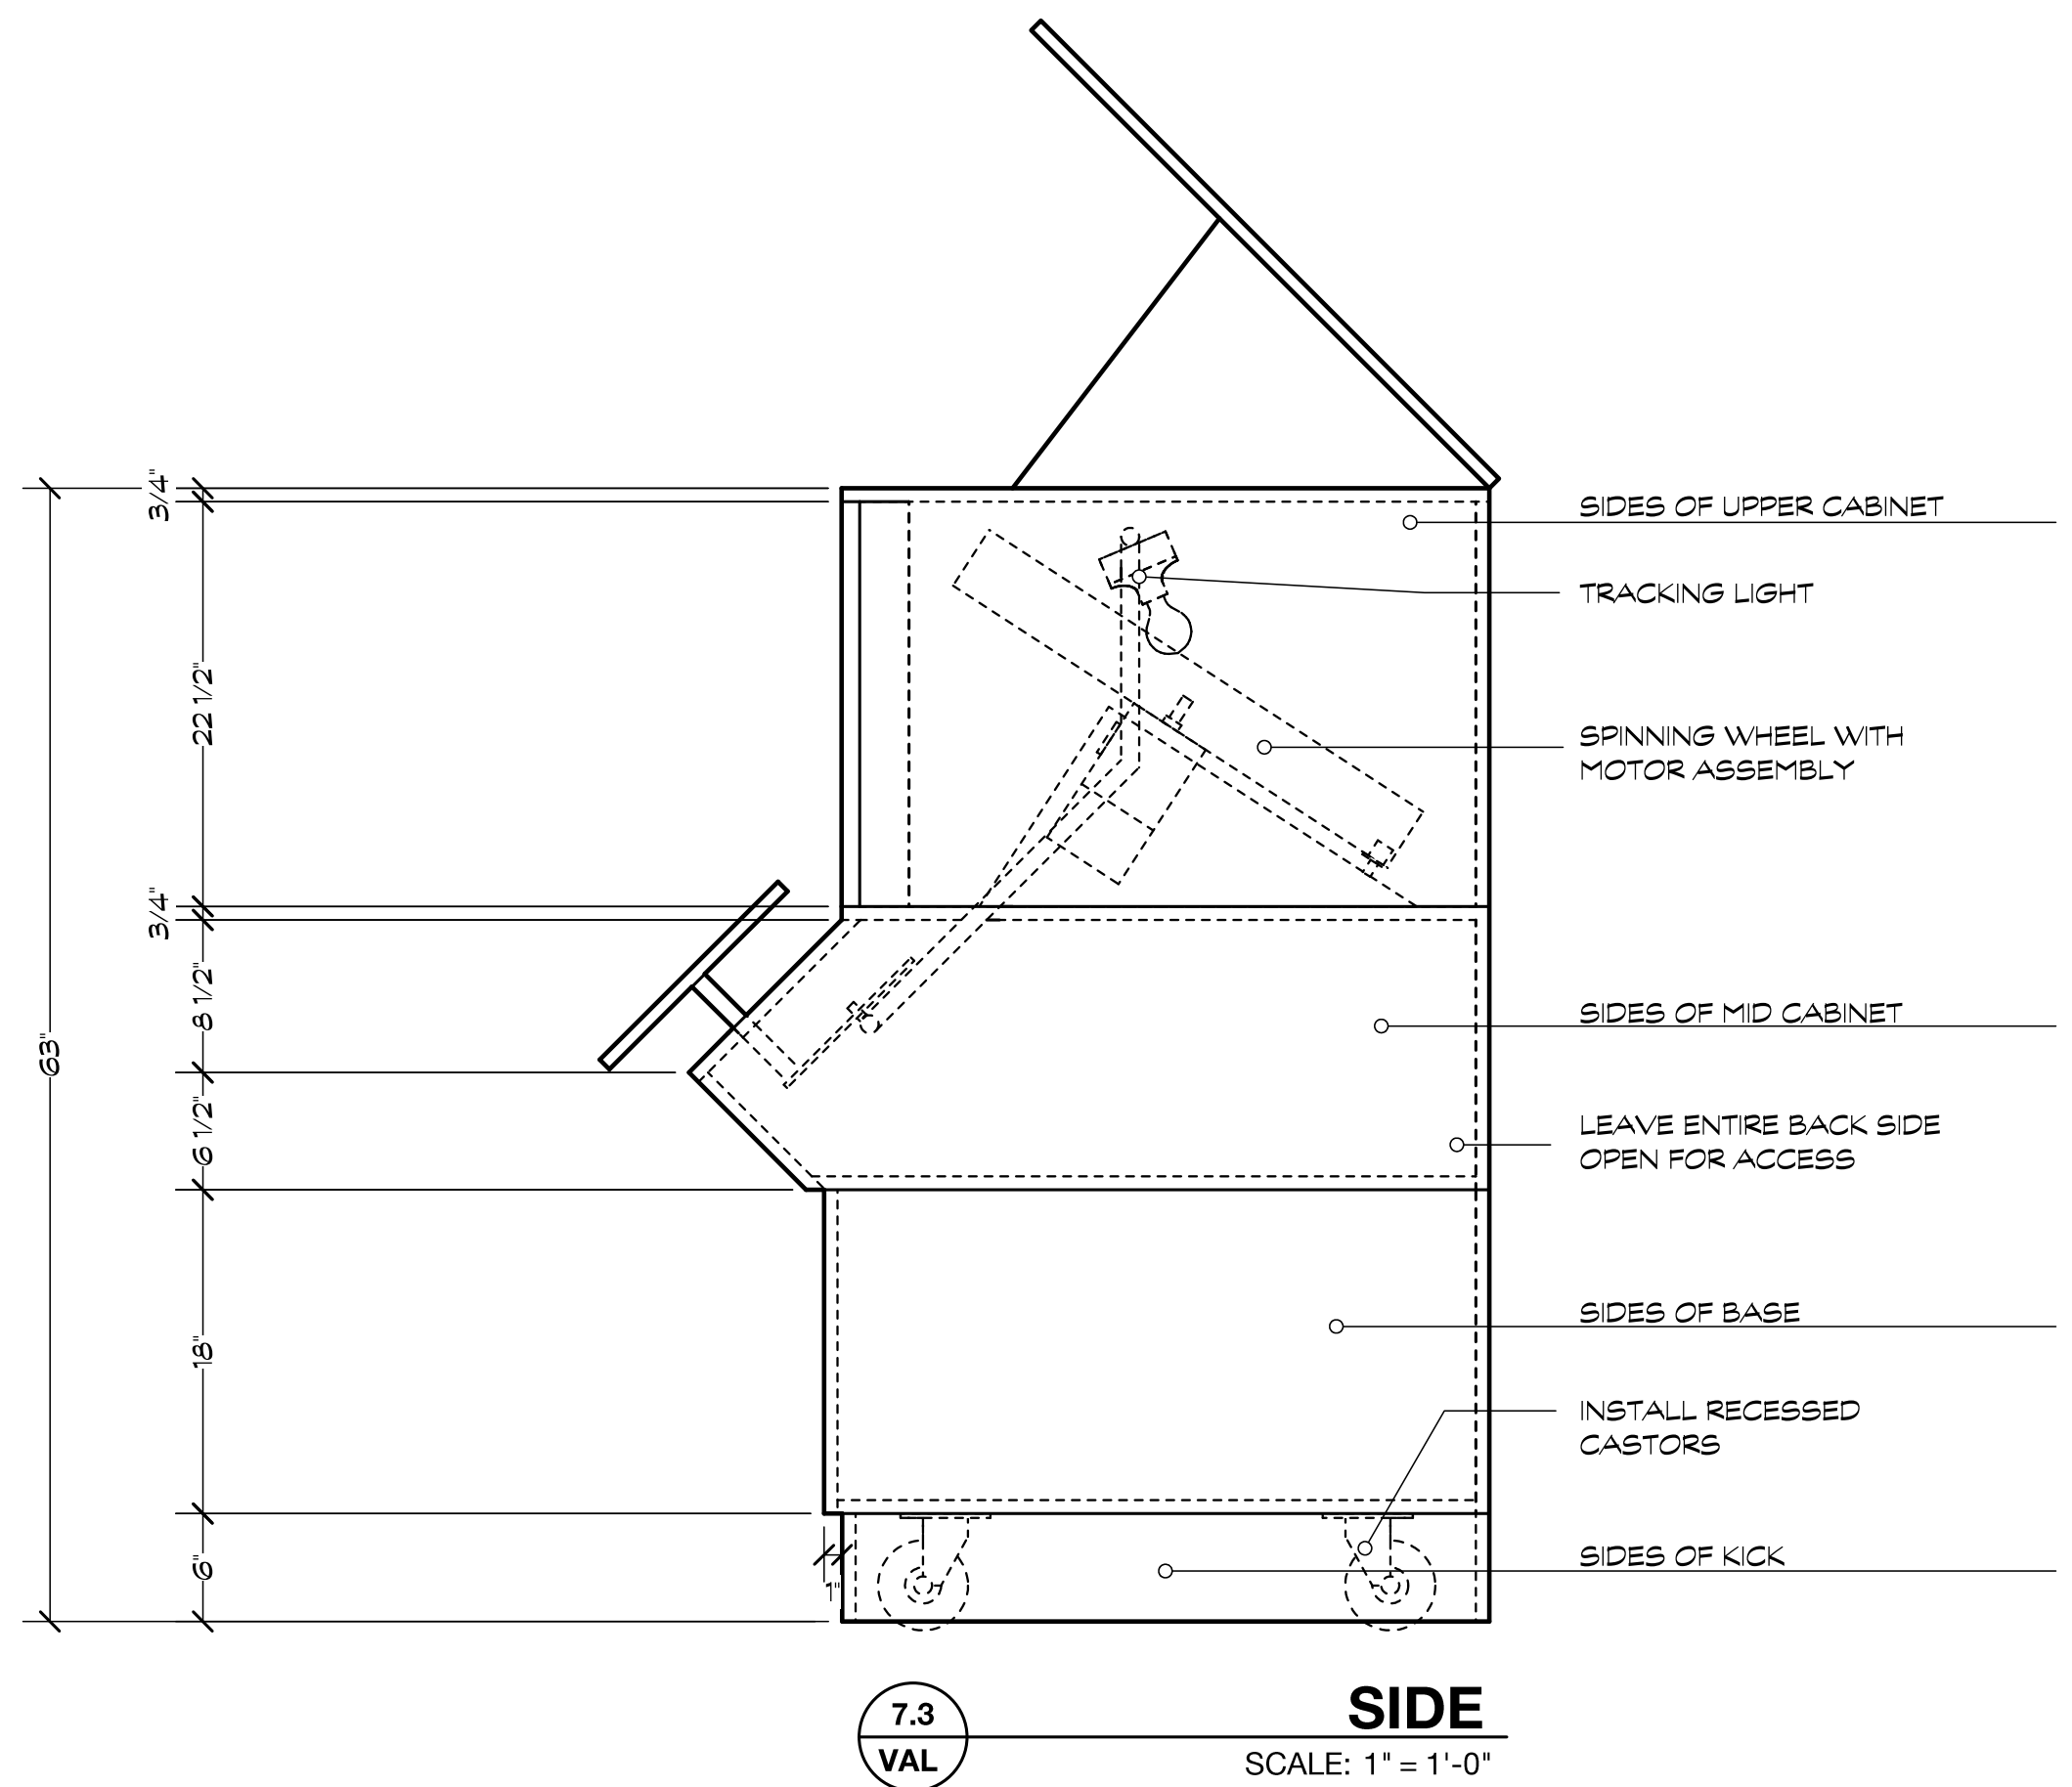 3/4"
22 1/2"
3/4"
8 1/2"
63"
6 1/2"
18"
6"
1"
SIDES OF UPPER CABINET
TRACKING LIGHT
SPINNING WHEEL WITH
MOTOR ASSEMBLY
SIDES OF MID CABINET
LEAVE ENTIRE BACK SIDE
OPEN FOR ACCESS
SIDES OF BASE
INSTALL RECESSED
CASTORS
SIDES OF KICK
7.3
VAL
SIDE
SCALE: 1" = 1'-0"